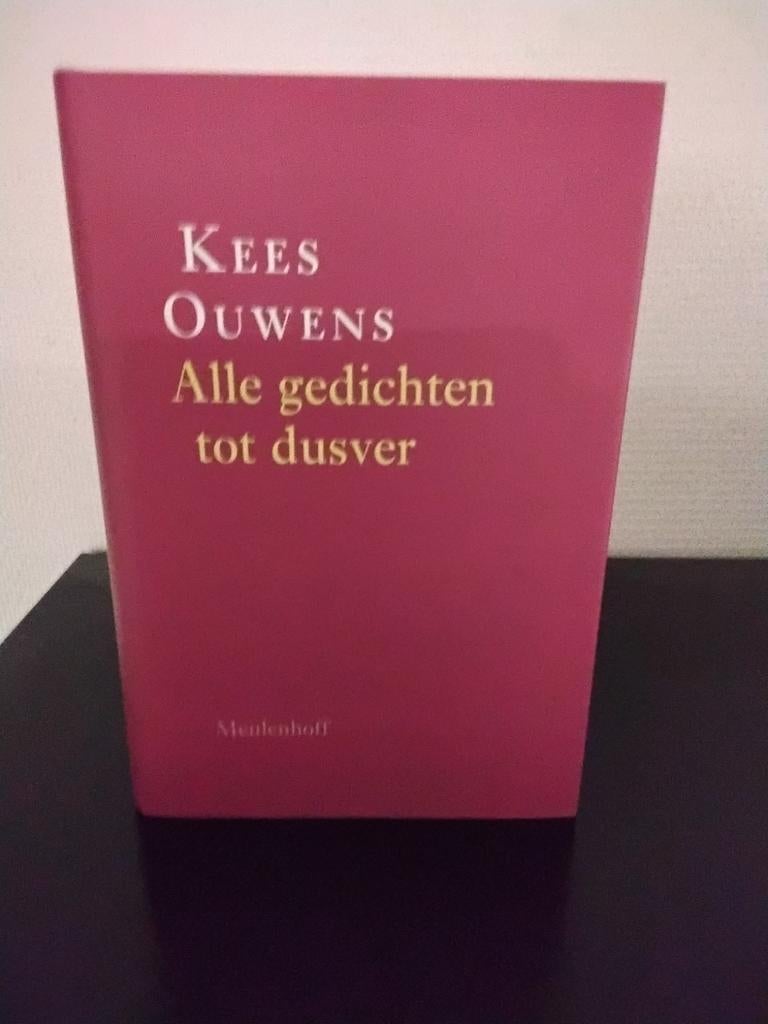 KEES
OUWENS
Alle gedichten
tot dusver
Meulenhoff